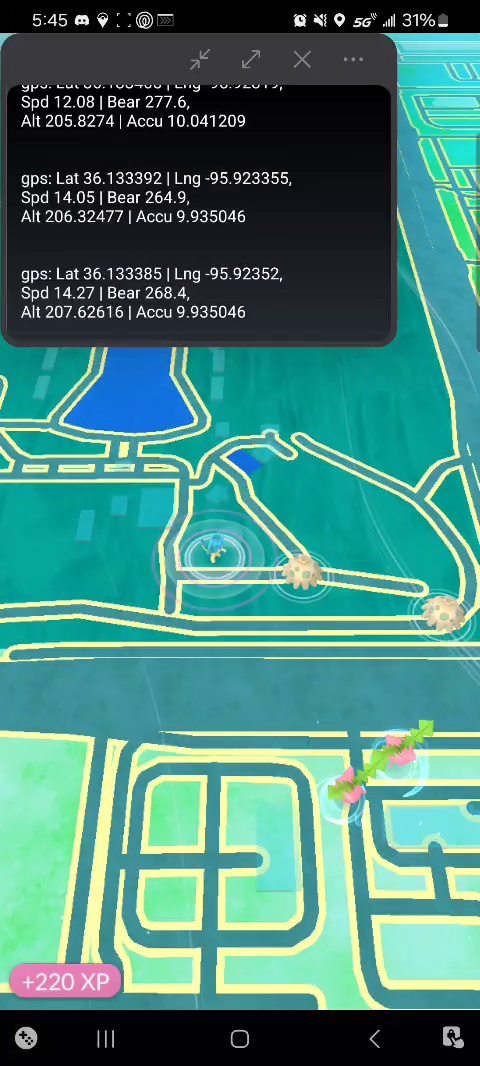 5:45 5G 31%
Spd 12.08 | Bear 277.6,
Alt 205.8274 | Accu 10.041209
gps: Lat 36.133392 | Lng -95.923355,
Spd 14.05 | Bear 264.9,
Alt 206.32477 | Accu 9.935046
gps: Lat 36.133385 | Lng -95.92352,
Spd 14.27 | Bear 268.4,
Alt 207.62616 | Accu 9.935046
+220 XP